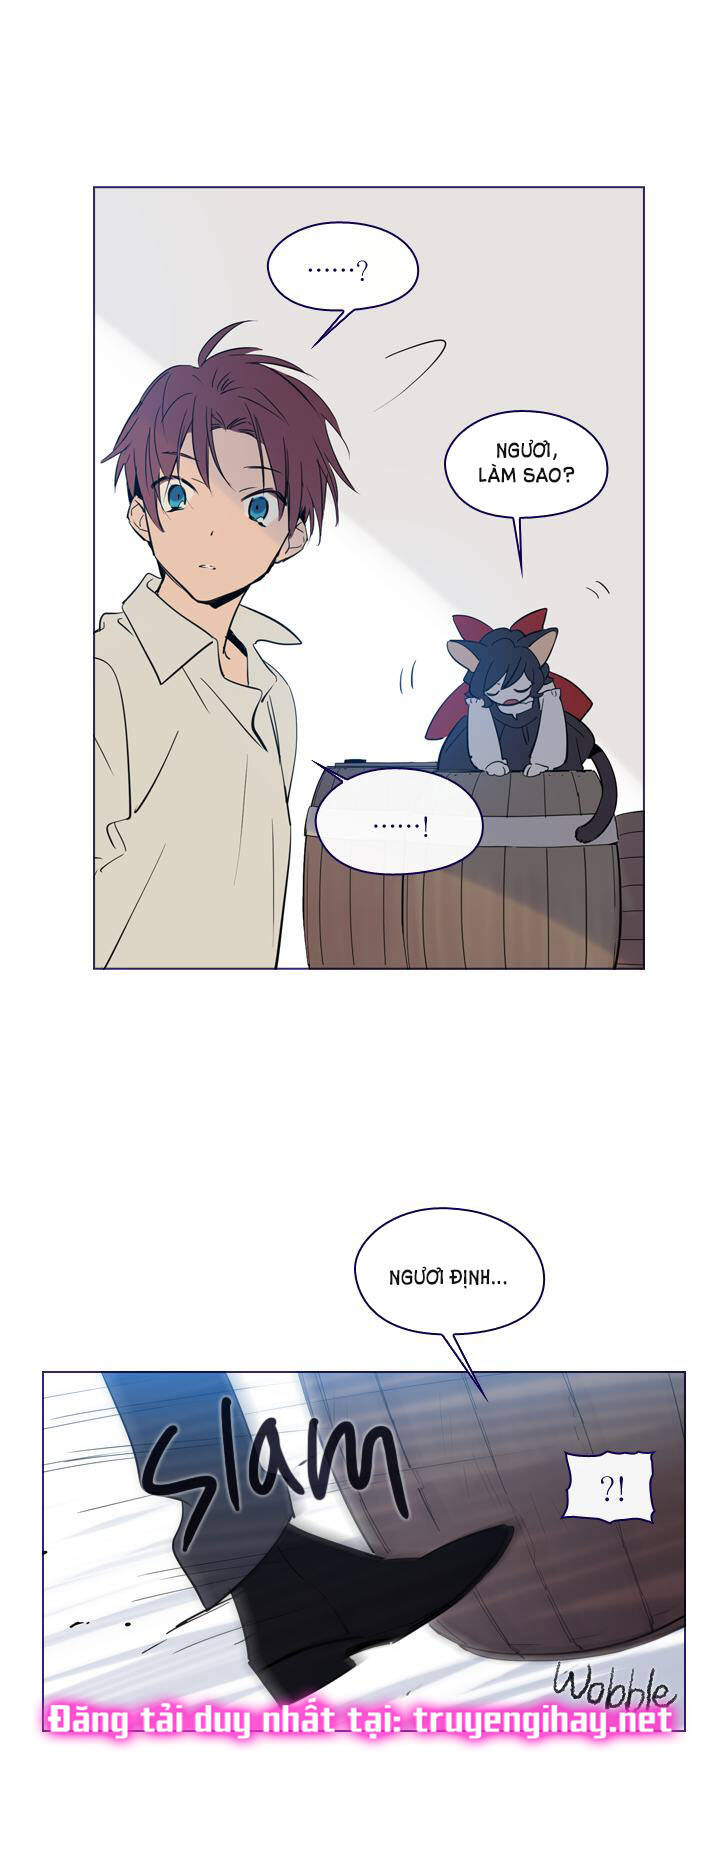 ……?
NGƯƠI,
LÀM SAO?
……!
NGƯƠI ĐỊNH...
Slam
?!
Wobble
Đăng tải duy nhất tại: truyengihay.net